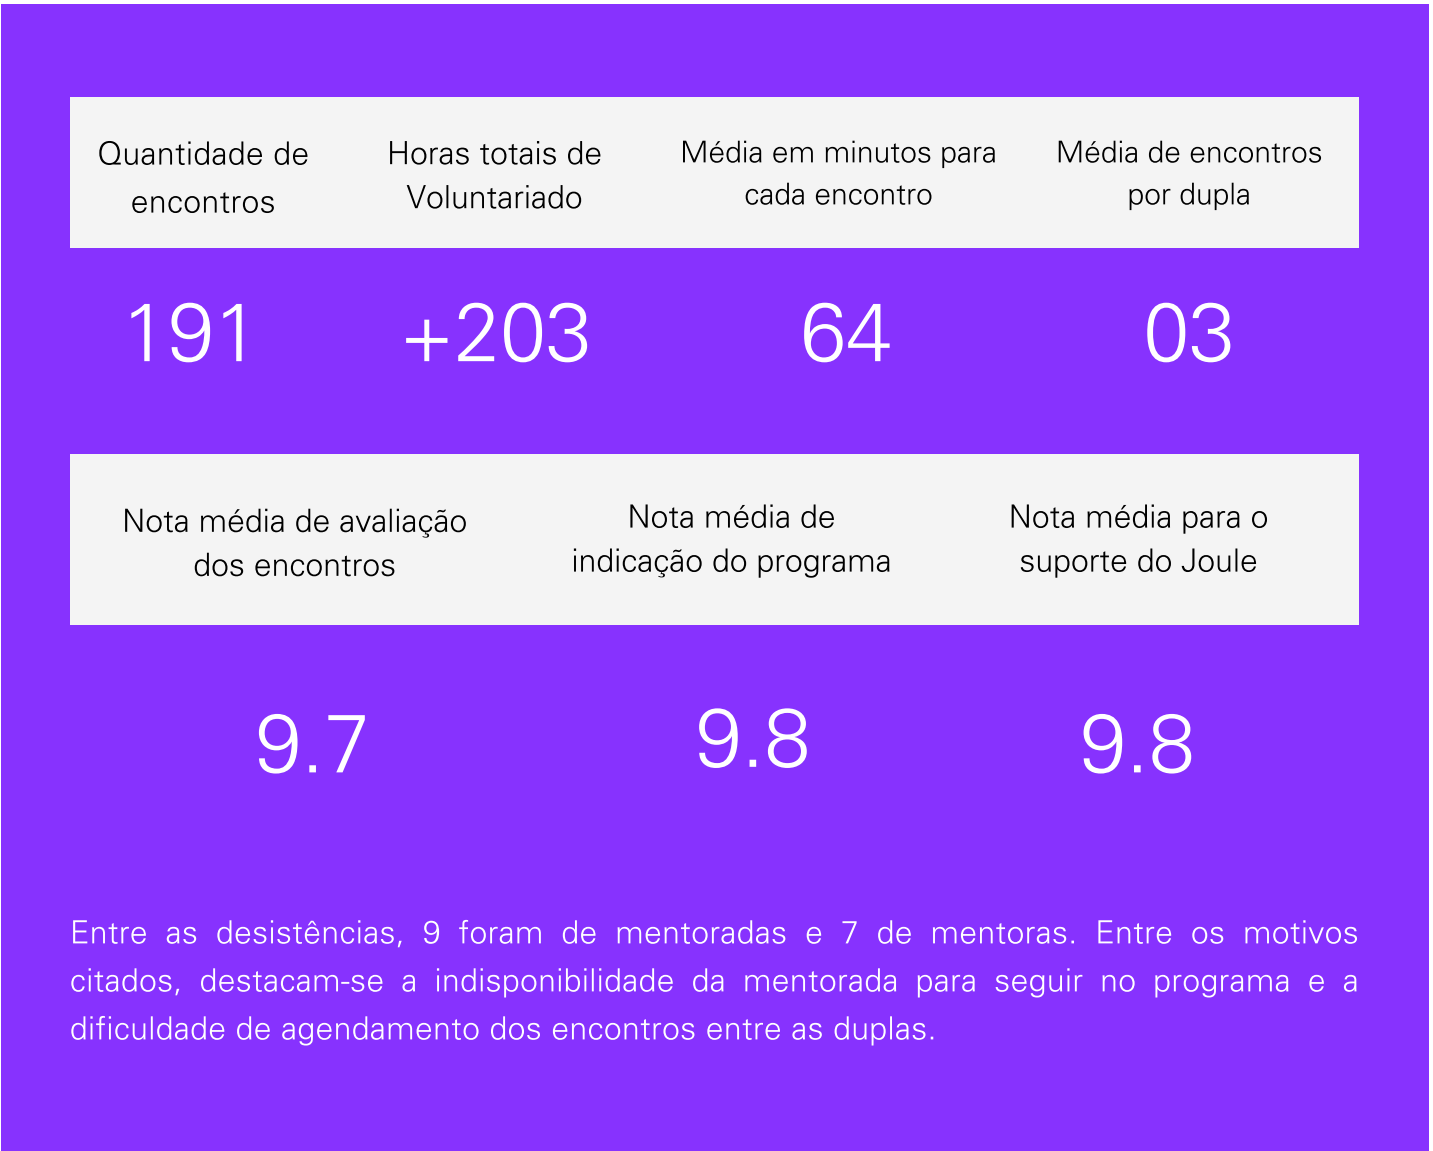 Quantidade de
encontros
Horas totais de
Voluntariado
Média em minutos para
cada encontro
Média de encontros
por dupla
191
+203
64
03
Nota média de avaliação
dos encontros
Nota média de
indicação do programa
Nota média para o
suporte do Joule
9.7
9.8
9.8
Entre as desistências, 9 foram de mentoradas e 7 de mentoras. Entre os motivos
citados, destacam-se a indisponibilidade da mentorada para seguir no programa e a
dificuldade de agendamento dos encontros entre as duplas.